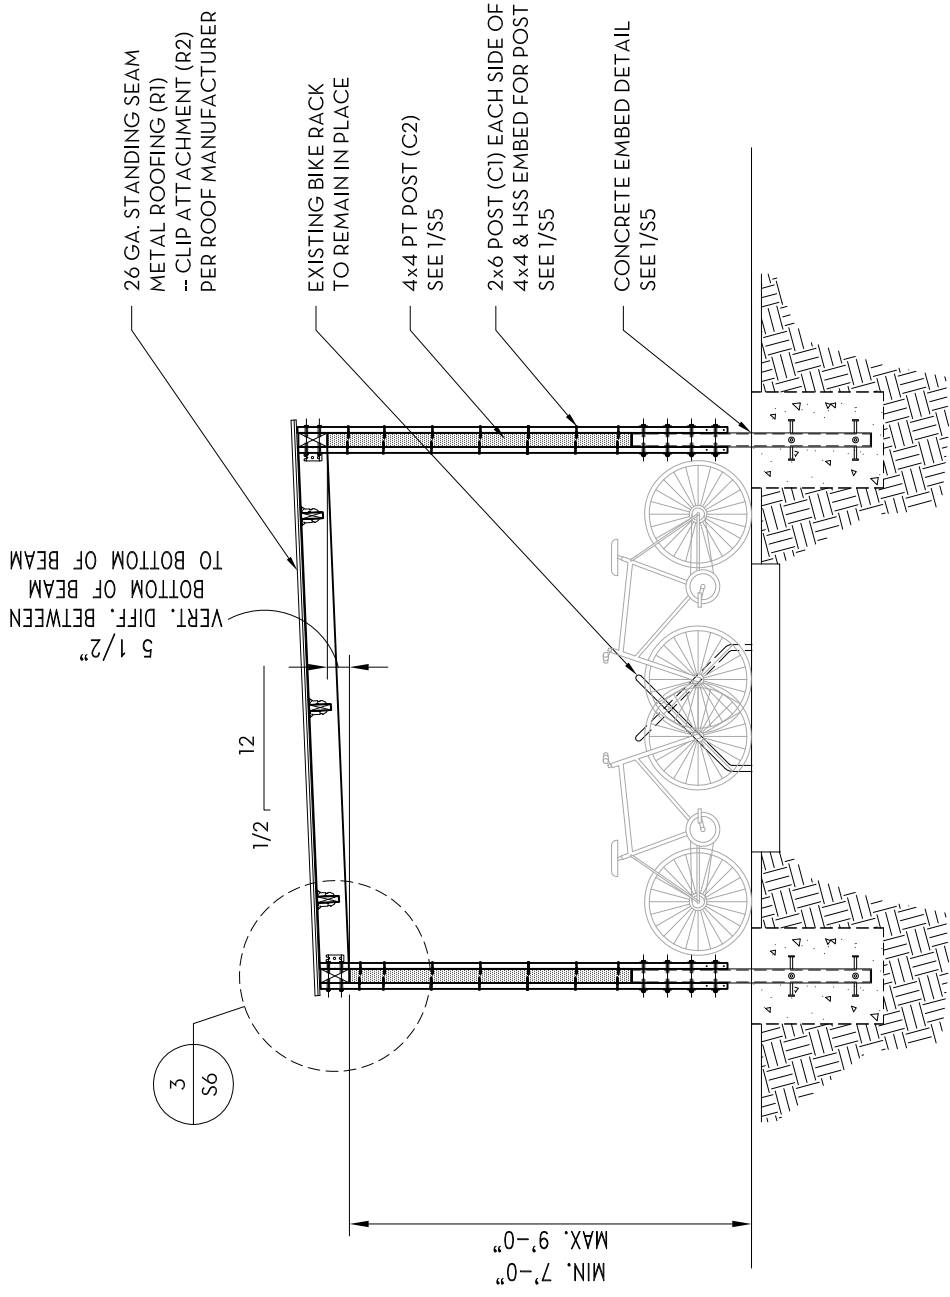 26 GA. STANDING SEAM
METAL ROOFING (R1)
-- CLIP ATTACHMENT (R2)
PER ROOF MANUFACTURER
EXISTING BIKE RACK
TO REMAIN IN PLACE
4x4 PT POST (C2)
SEE 1/S5
2x6 POST (C1) EACH SIDE OF
4x4 & HSS EMBED FOR POST
SEE 1/S5
CONCRETE EMBED DETAIL
SEE 1/S5
5 1/2"
VERT. DIFF. BETWEEN
BOTTOM OF BEAM
TO BOTTOM OF BEAM
12
1/2
3
S6
MIN. 7'-0"
MAX. 9'-0"